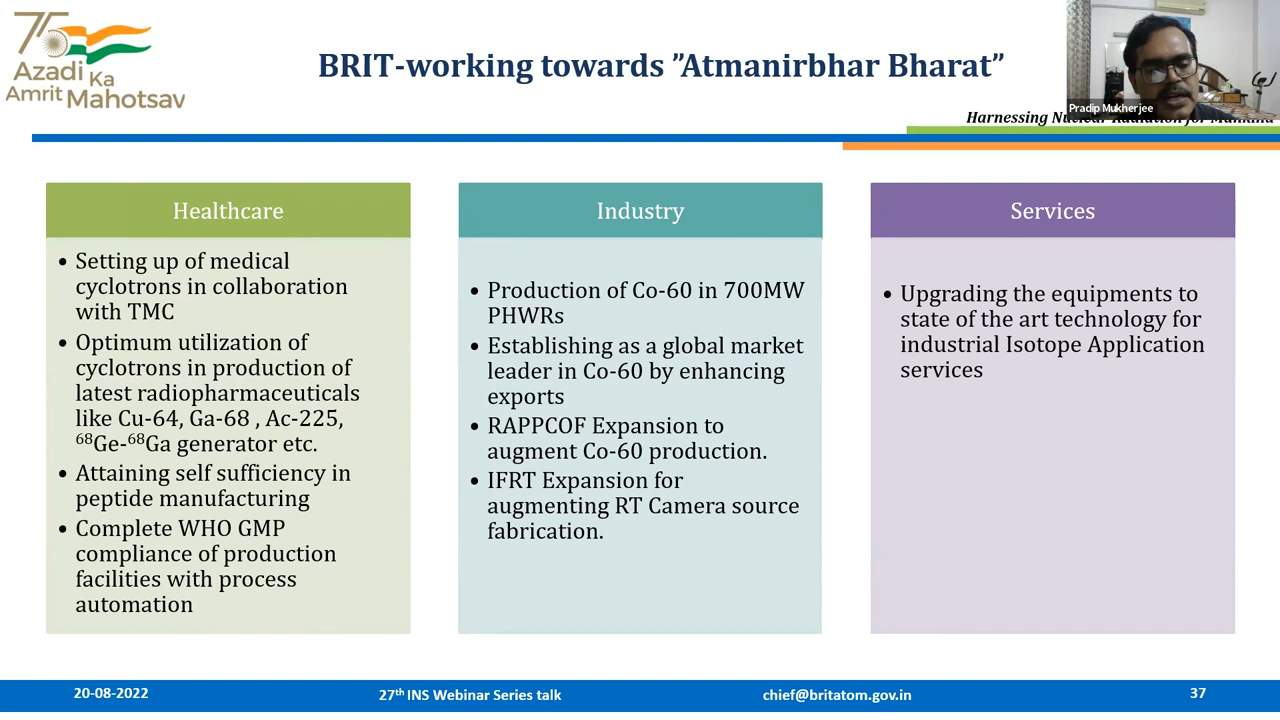 75
Azadi Ka
Amrit Mahotsav
BRIT-working towards ”Atmanirbhar Bharat”
Pradip Mukherjee
Harnessing
Healthcare
• Setting up of medical
cyclotrons in collaboration
with TMC
• Optimum utilization of
cyclotrons in production of
latest radiopharmaceuticals
like Cu-64, Ga-68 , Ac-225,
⁶⁸Ge-⁶⁸Ga generator etc.
• Attaining self sufficiency in
peptide manufacturing
• Complete WHO GMP
compliance of production
facilities with process
automation
Industry
• Production of Co-60 in 700MW
PHWRs
• Establishing as a global market
leader in Co-60 by enhancing
exports
• RAPPCOF Expansion to
augment Co-60 production.
• IFRT Expansion for
augmenting RT Camera source
fabrication.
Services
• Upgrading the equipments to
state of the art technology for
industrial Isotope Application
services
20-08-2022
27th INS Webinar Series talk
chief@britatom.gov.in
37